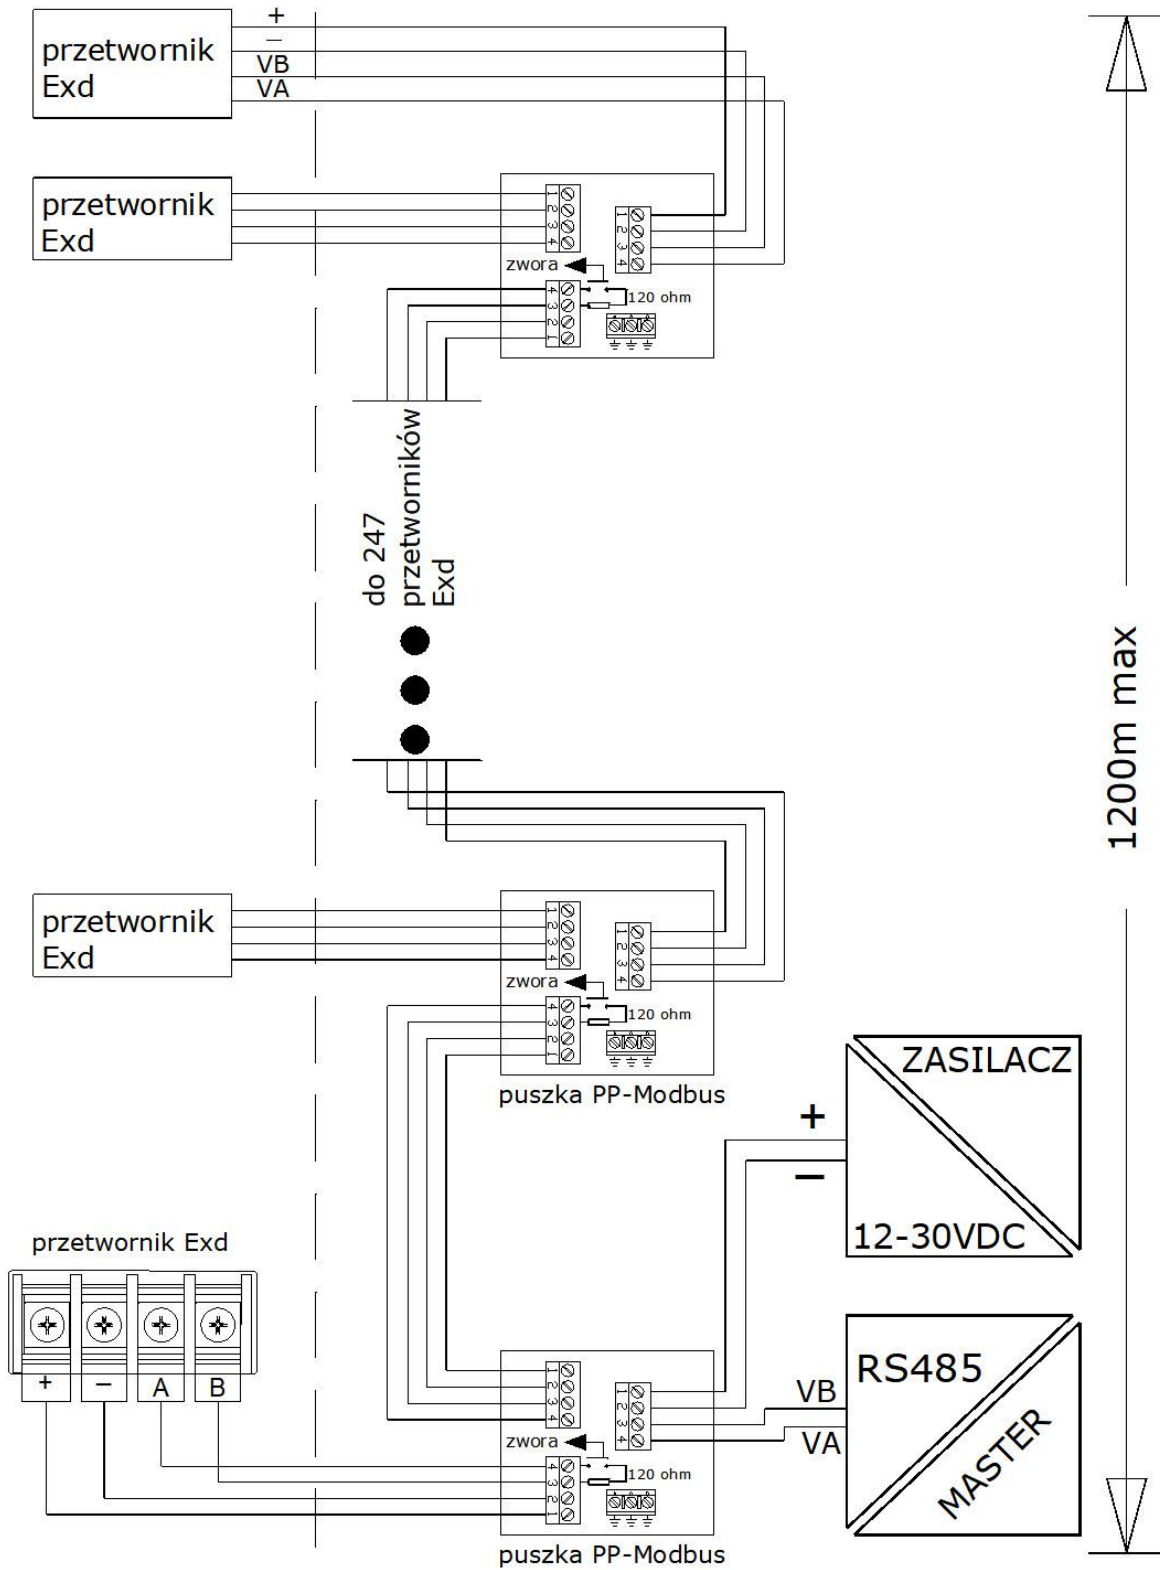 przetwornik
Exd
+
−
VB
VA
przetwornik
Exd
1
2
3
4
1
2
3
4
zwora
4
3
2
1
120 ohm
do 247
przetworników
Exd
1200m max
przetwornik
Exd
1
2
3
4
1
2
3
4
zwora
4
3
2
1
120 ohm
puszka PP-Modbus
ZASILACZ
12-30VDC
+
−
przetwornik Exd
+
−
A
B
1
2
3
4
1
2
3
4
zwora
4
3
2
1
120 ohm
puszka PP-Modbus
VB
VA
RS485
MASTER